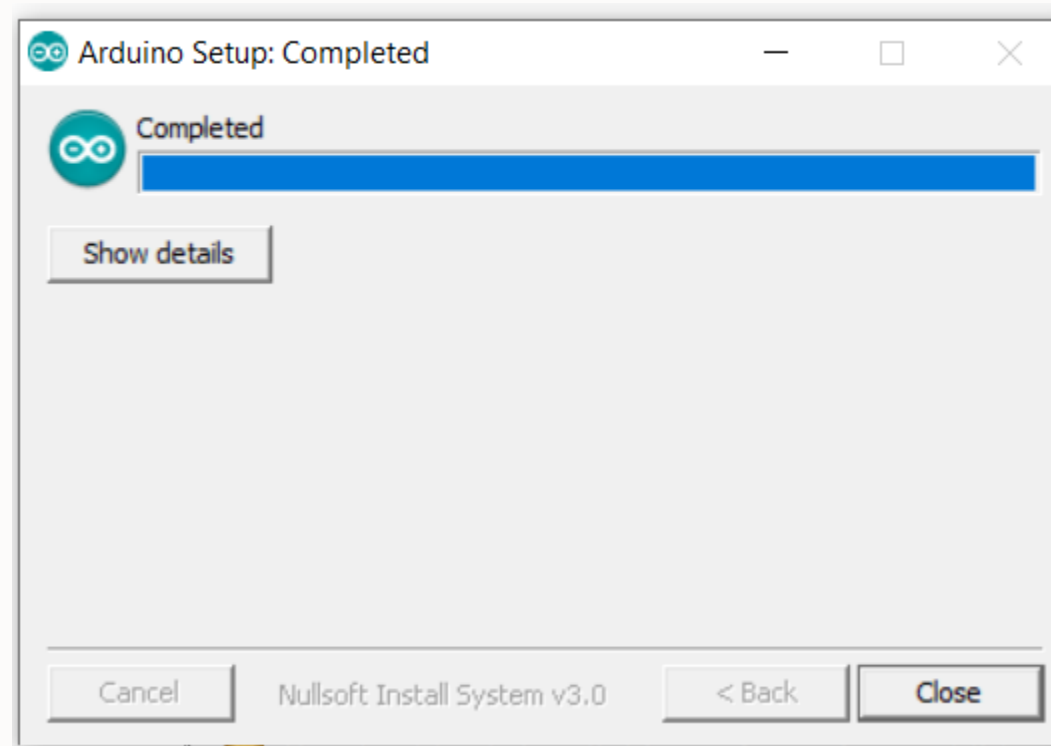 Arduino Setup: Completed
Completed
Show details
Cancel Nullsoft Install System v3.0 < Back Close